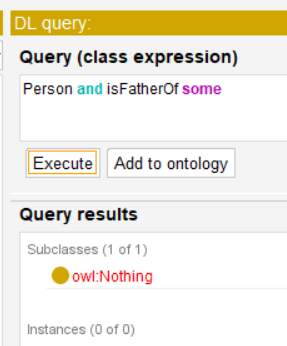 DL query:
Query (class expression)
Person and isFatherOf some
Execute Add to ontology
Query results
Subclasses (1 of 1)
owl:Nothing
Instances (0 of 0)